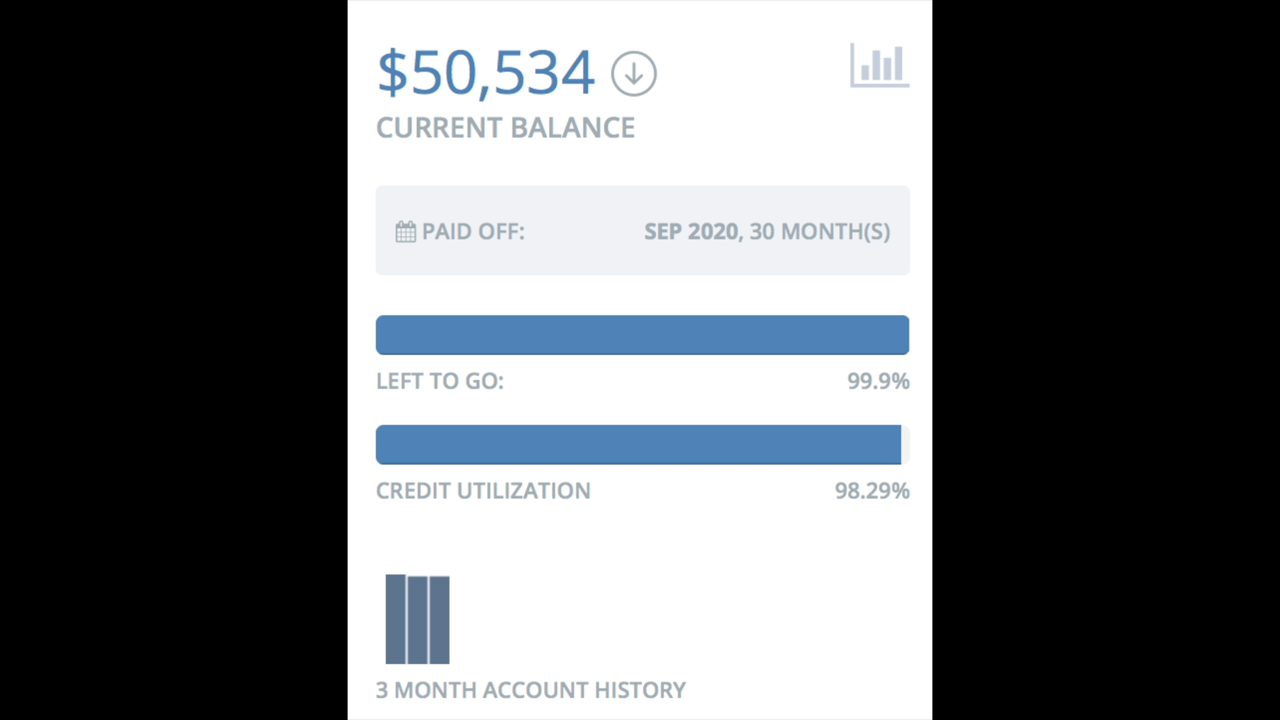 $50,534
CURRENT BALANCE
PAID OFF: SEP 2020, 30 MONTH(S)
LEFT TO GO: 99.9%
CREDIT UTILIZATION 98.29%
3 MONTH ACCOUNT HISTORY